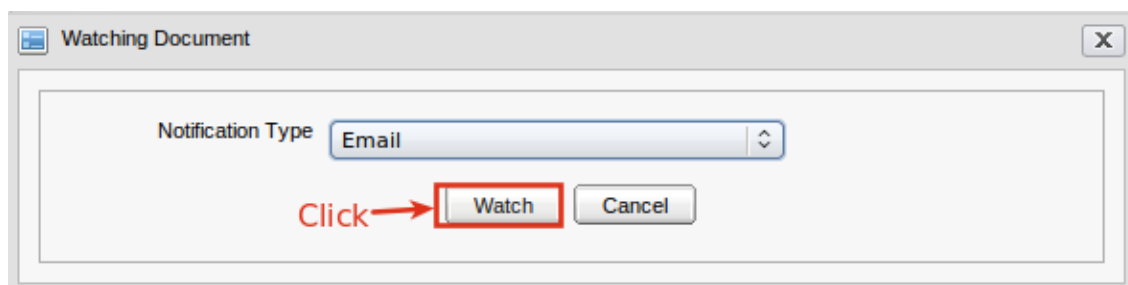 Watching Document
X
Notification Type Email
Click Watch Cancel